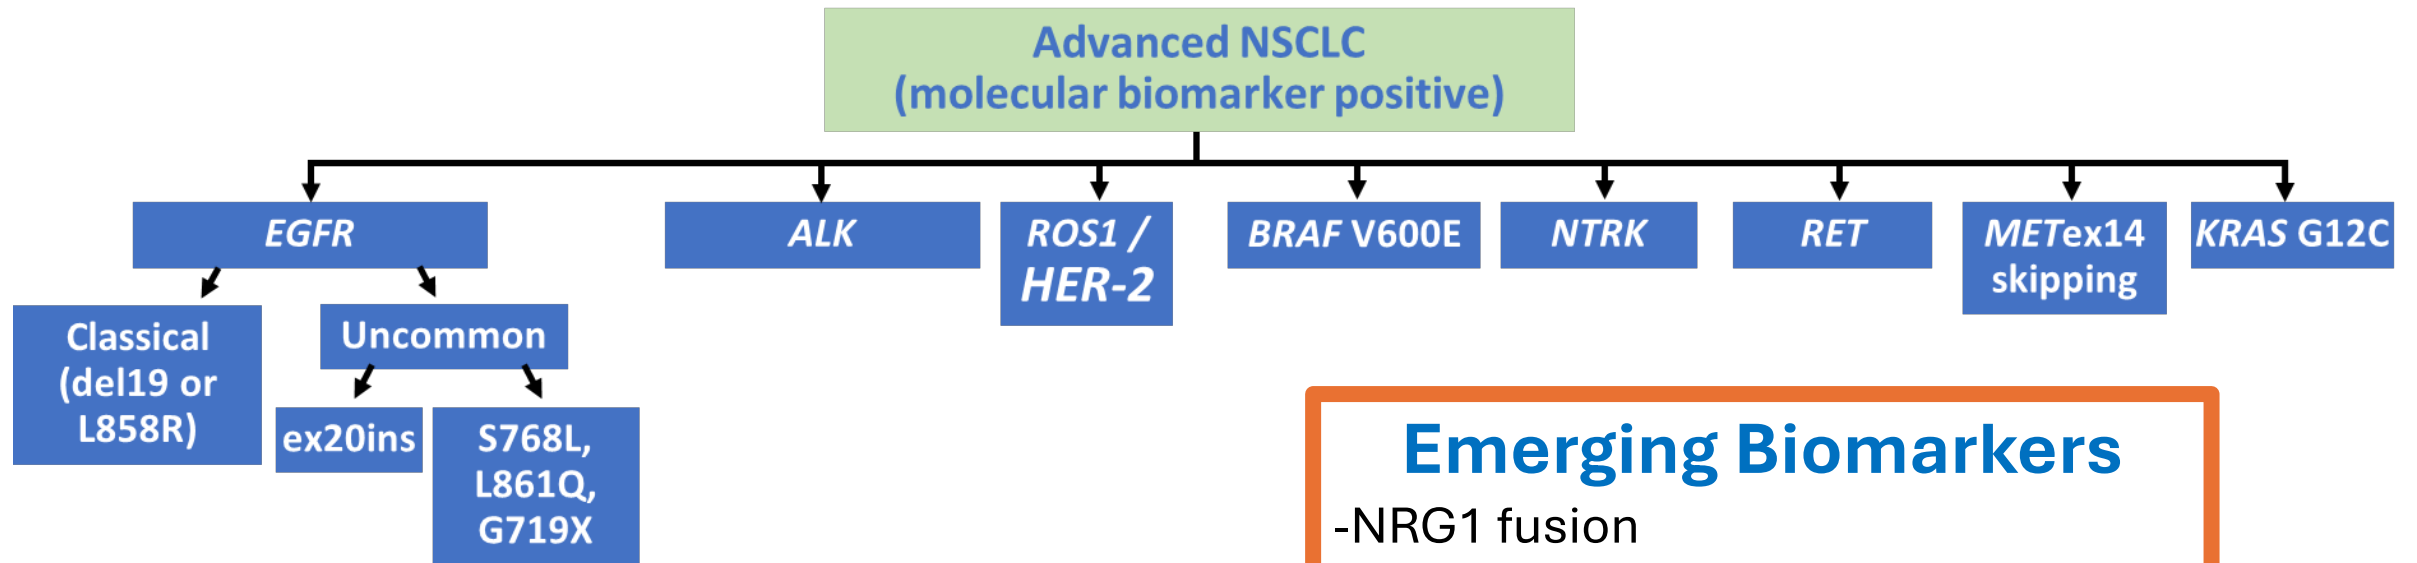 Advanced NSCLC
(molecular biomarker positive)
EGFR
ALK
ROS1 /
HER-2
BRAF V600E
NTRK
RET
METex14
skipping
KRAS G12C
Classical
(del19 or
L858R)
Uncommon
ex20ins
S768L,
L861Q,
G719X
Emerging Biomarkers
-NRG1 fusion